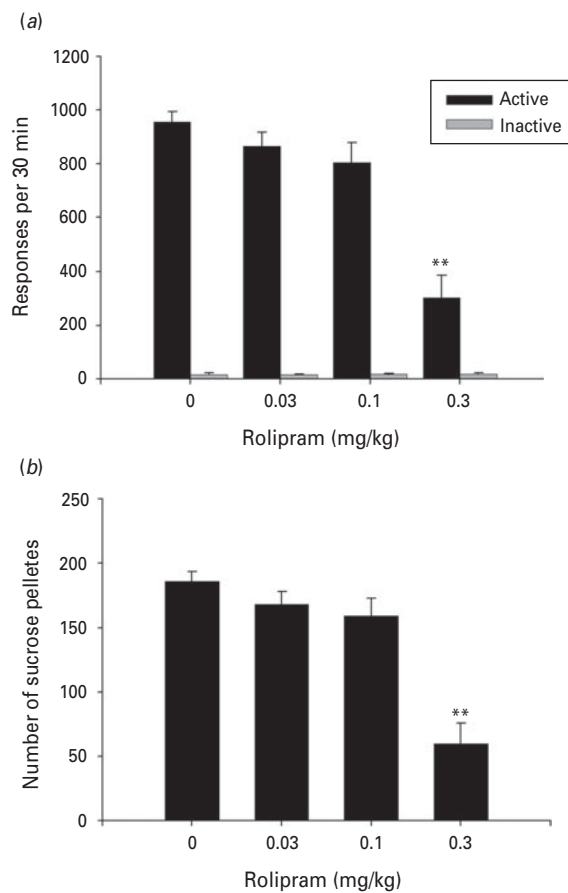 (a)
1200
1000
800
600
400
200
0
Responses per 30 min
Active
Inactive
**
0 0.03 0.1 0.3
Rolipram (mg/kg)
(b)
250
200
150
100
50
0
Number of sucrose pelletes
**
0 0.03 0.1 0.3
Rolipram (mg/kg)